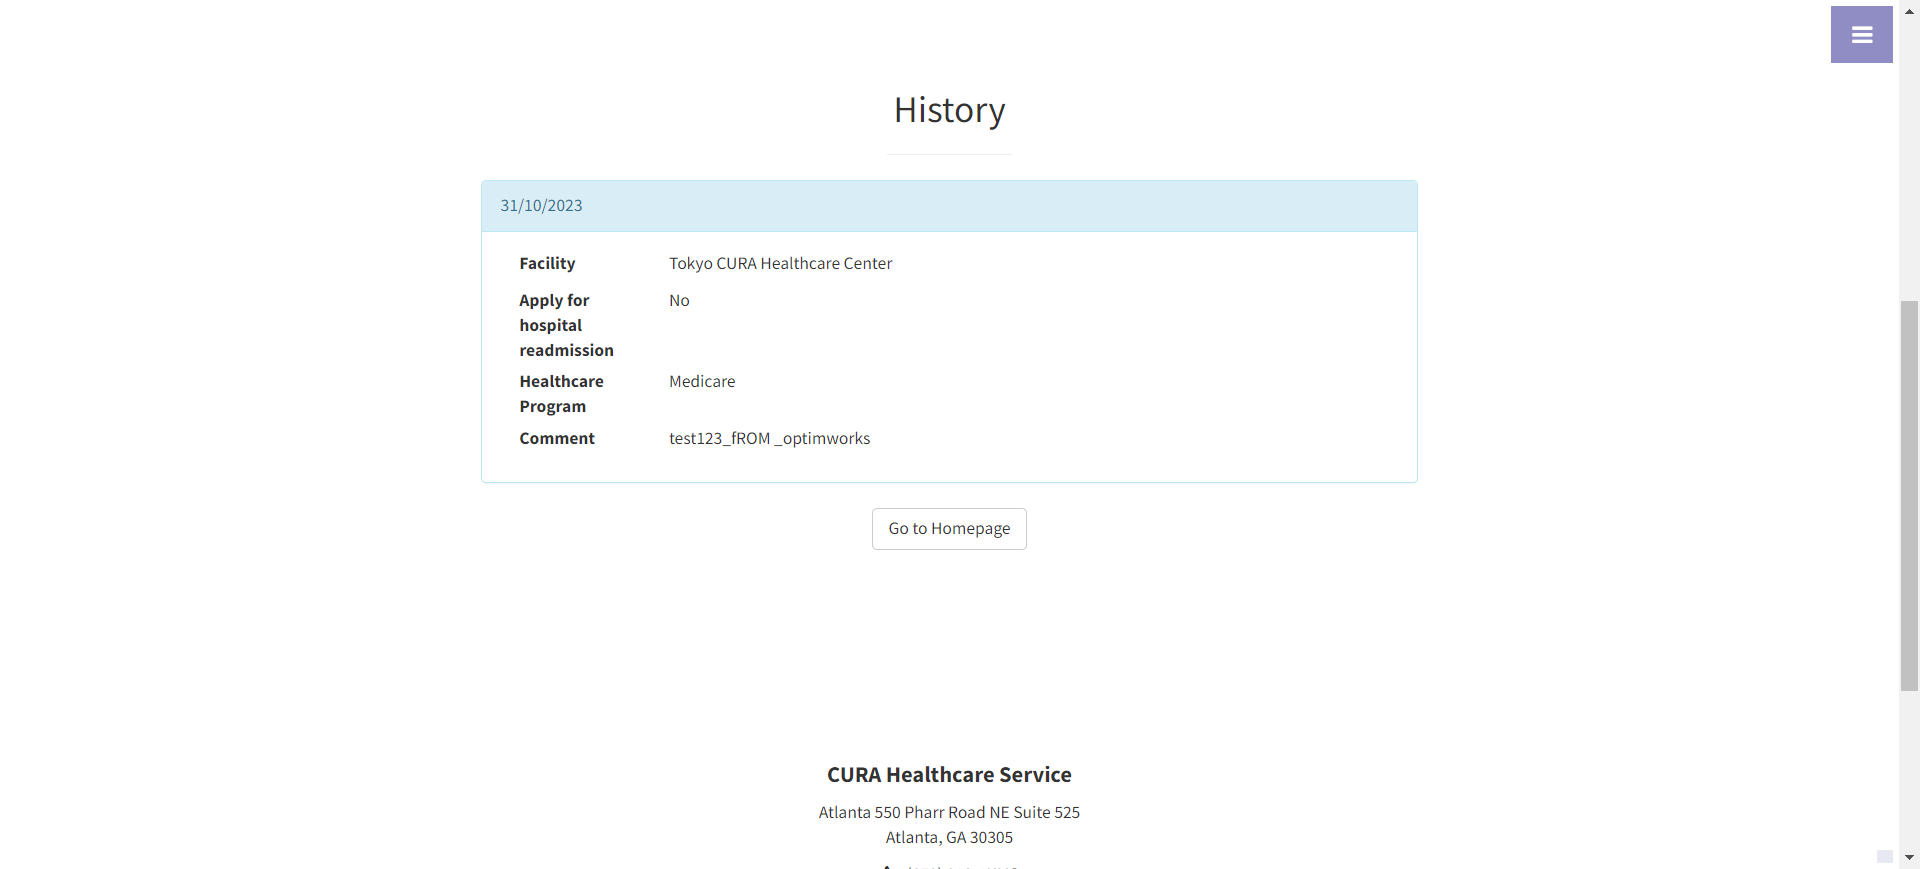 History
31/10/2023
Facility
Tokyo CURA Healthcare Center
Apply for
hospital
readmission
No
Healthcare
Program
Medicare
Comment
test123_fROM _optimworks
Go to Homepage
CURA Healthcare Service
Atlanta 550 Pharr Road NE Suite 525
Atlanta, GA 30305